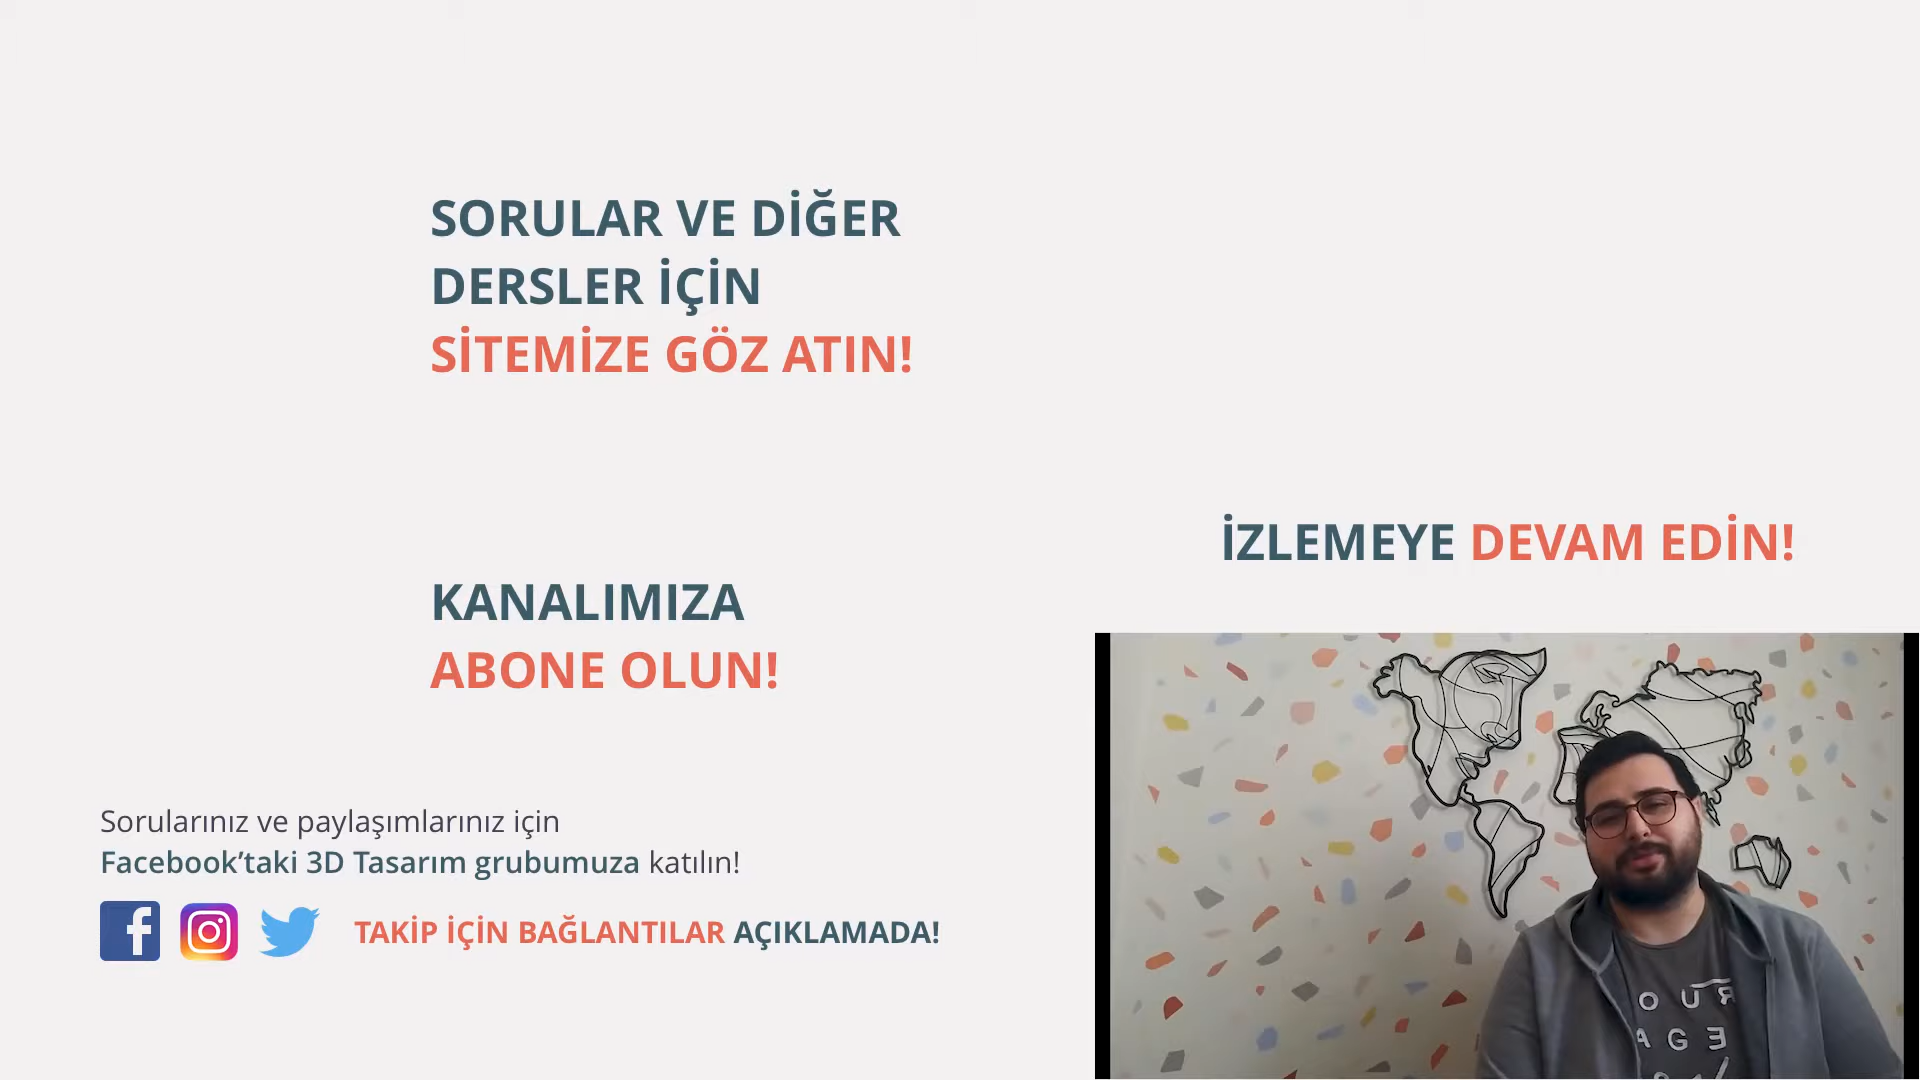 SORULAR VE DİĞER
DERSLER İÇİN
SİTEMİZE GÖZ ATIN!
KANALIMIZA
ABONE OLUN!
İZLEMEYE DEVAM EDİN!
Sorularınız ve paylaşımlarınız için
Facebook’taki 3D Tasarım grubumuza katılın!
TAKİP İÇİN BAĞLANTILAR AÇIKLAMADA!